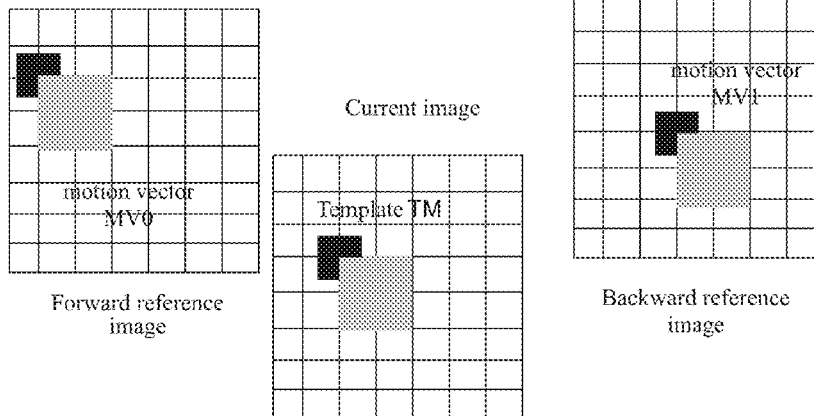 motion vector
MV0
Forward reference
image
Current image
Template TM
motion vector
MV1
Backward reference
image